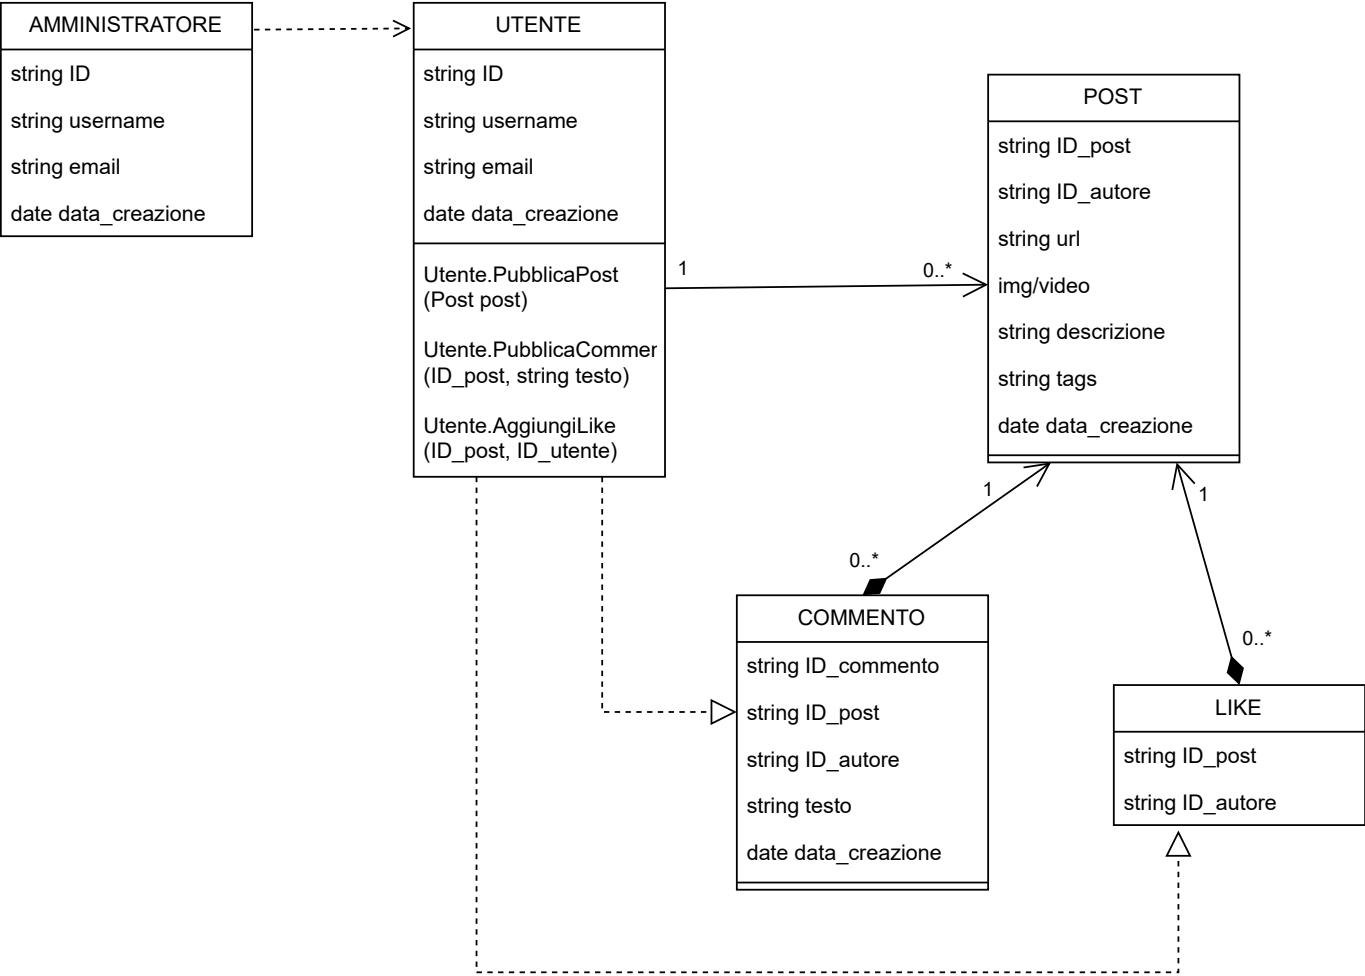 AMMINISTRATORE
string ID
string username
string email
date data_creazione
UTENTE
string ID
string username
string email
date data_creazione
Utente.PubblicaPost
(Post post)
Utente.PubblicaCommer
(ID_post, string testo)
Utente.AggiungiLike
(ID_post, ID_utente)
1
0..*
POST
string ID_post
string ID_autore
string url
img/video
string descrizione
string tags
date data_creazione
1
0..*
1
0..*
COMMENTO
string ID_commento
string ID_post
string ID_autore
string testo
date data_creazione
LIKE
string ID_post
string ID_autore